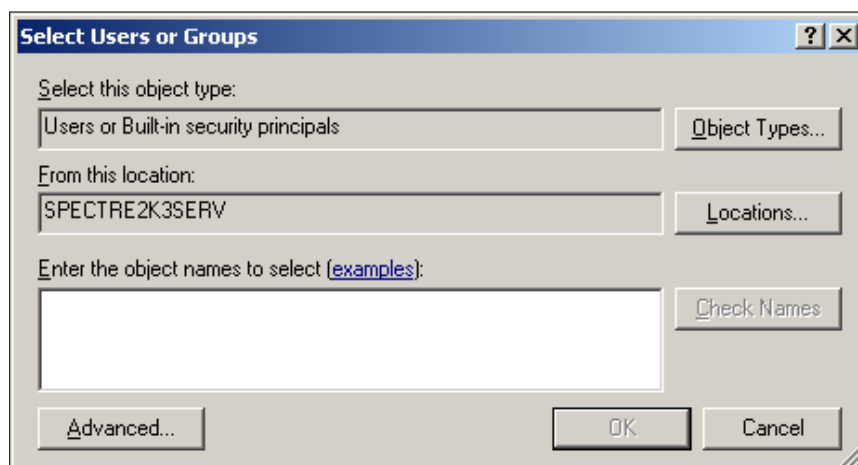 Select Users or Groups
Select this object type:
Users or Built-in security principals
Object Types...
From this location:
SPECTRE2K3SERV
Locations...
Enter the object names to select (examples):
Check Names
Advanced...
OK
Cancel